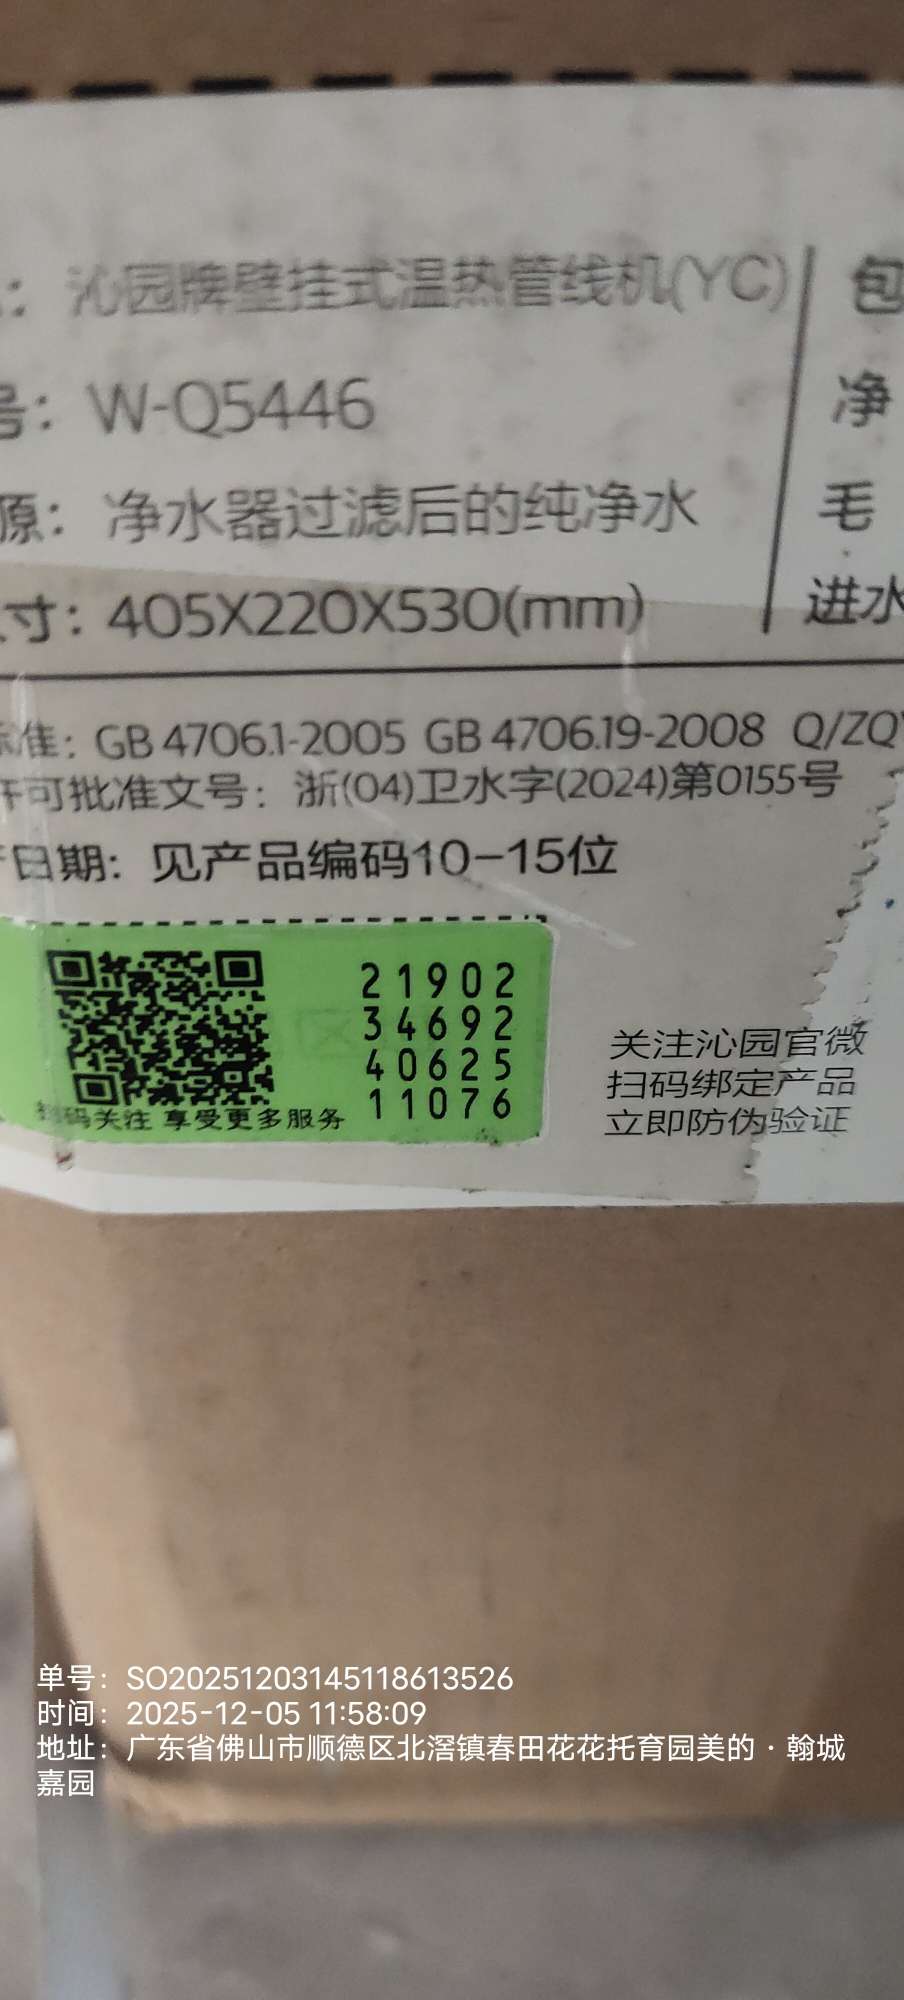 ：沁园牌壁挂式温热管线机(YC)
包
号：W-Q5446
净
源：净水器过滤后的纯净水
毛
寸：405X220X530(mm)
进水
准：GB 4706.1-2005 GB 4706.19-2008 Q/ZQ
可批准文号：浙(04)卫水字(2024)第0155号
日期：见产品编码10-15位
21902
34692
40625
11076
扫码关注 享受更多服务
关注沁园官微
扫码绑定产品
立即防伪验证
单号：SO20251203145118613526
时间：2025-12-05 11:58:09
地址：广东省佛山市顺德区北滘镇春田花花托育园美的·翰城
嘉园